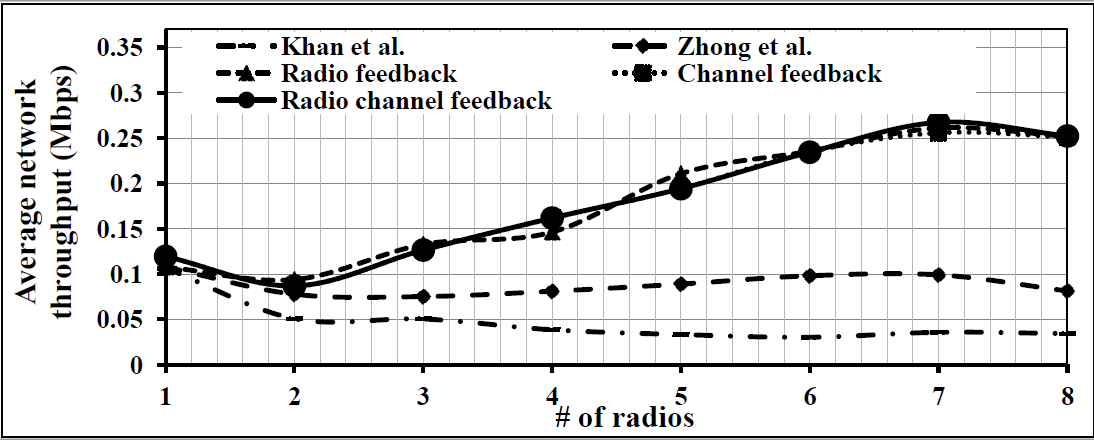 Average network
throughput (Mbps)
0.35
0.3
0.25
0.2
0.15
0.1
0.05
0
Khan et al.
Zhong et al.
Radio feedback
Channel feedback
Radio channel feedback
1 2 3 4 5 6 7 8
# of radios